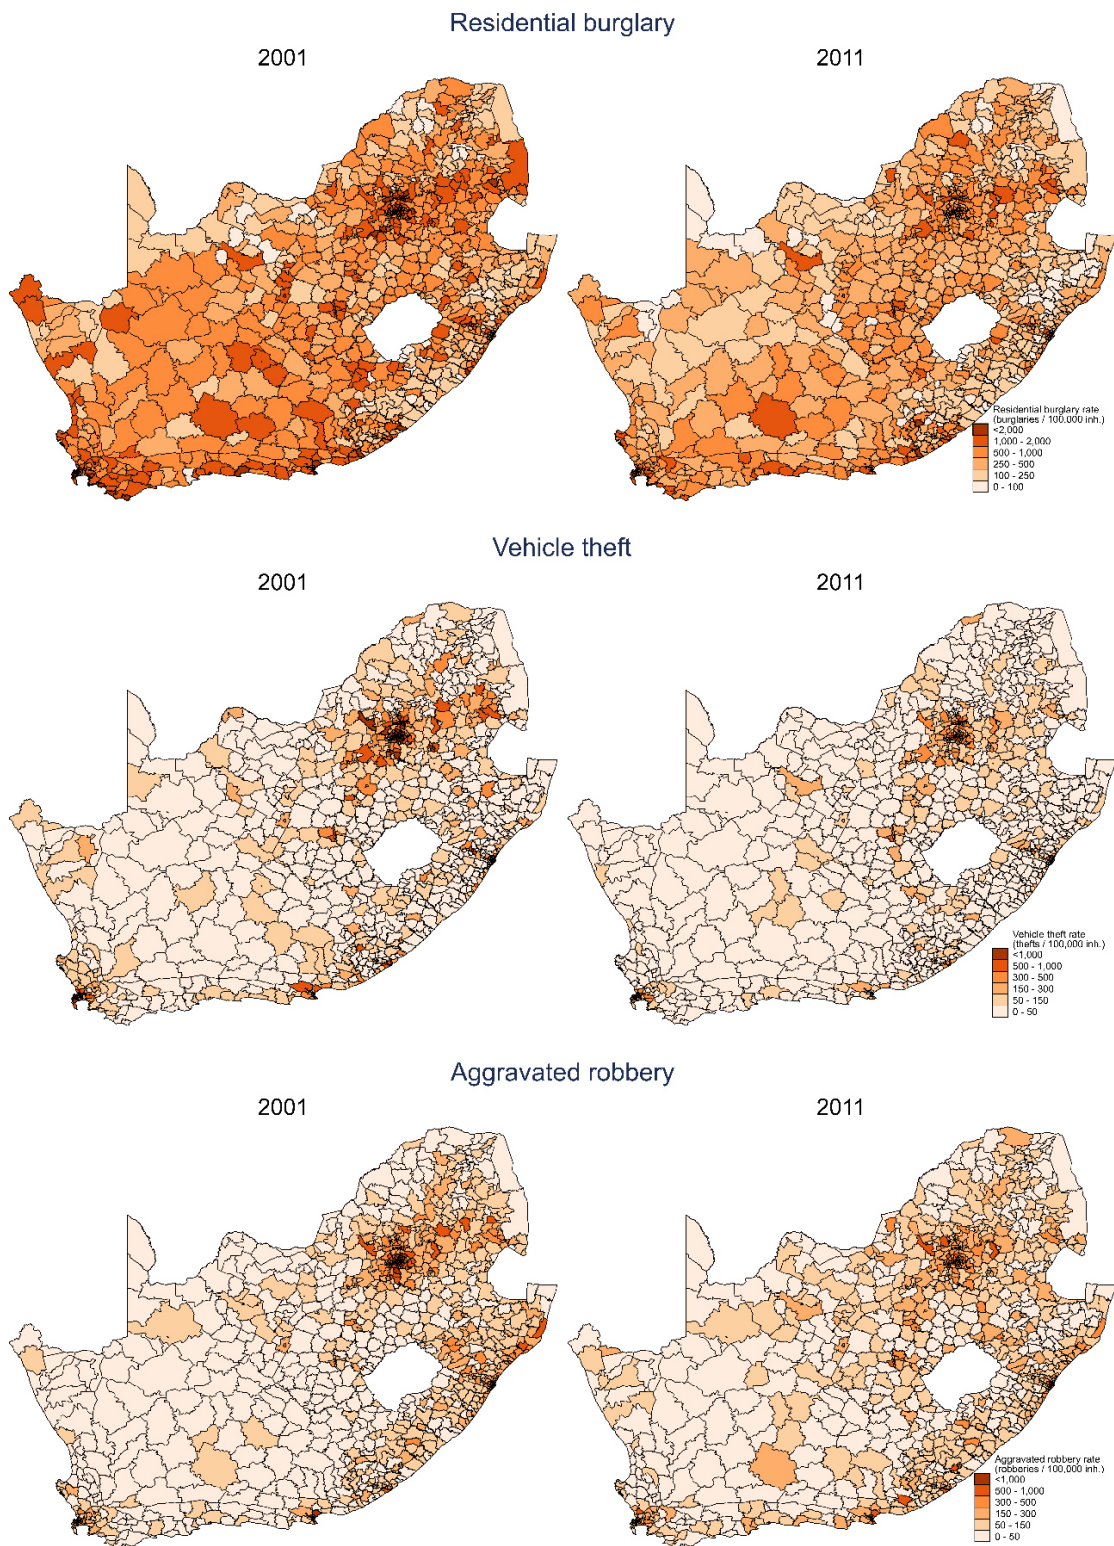 Residential burglary
2001
2011
Residential burglary rate
(burglaries / 100.000 inh.)
<2,000
1,000 - 2,000
500 - 1,000
250 - 500
100 - 250
0 - 100
Vehicle theft
2001
2011
Vehicle theft rate
(thefts / 100,000 inh.)
<1,000
500 - 1,000
300 - 500
150 - 300
50 - 150
0 - 50
Aggravated robbery
2001
2011
Aggravated robbery rate
(robberies / 100,000 inh.)
<1,000
500 - 1,000
300 - 500
150 - 300
50 - 150
0 - 50